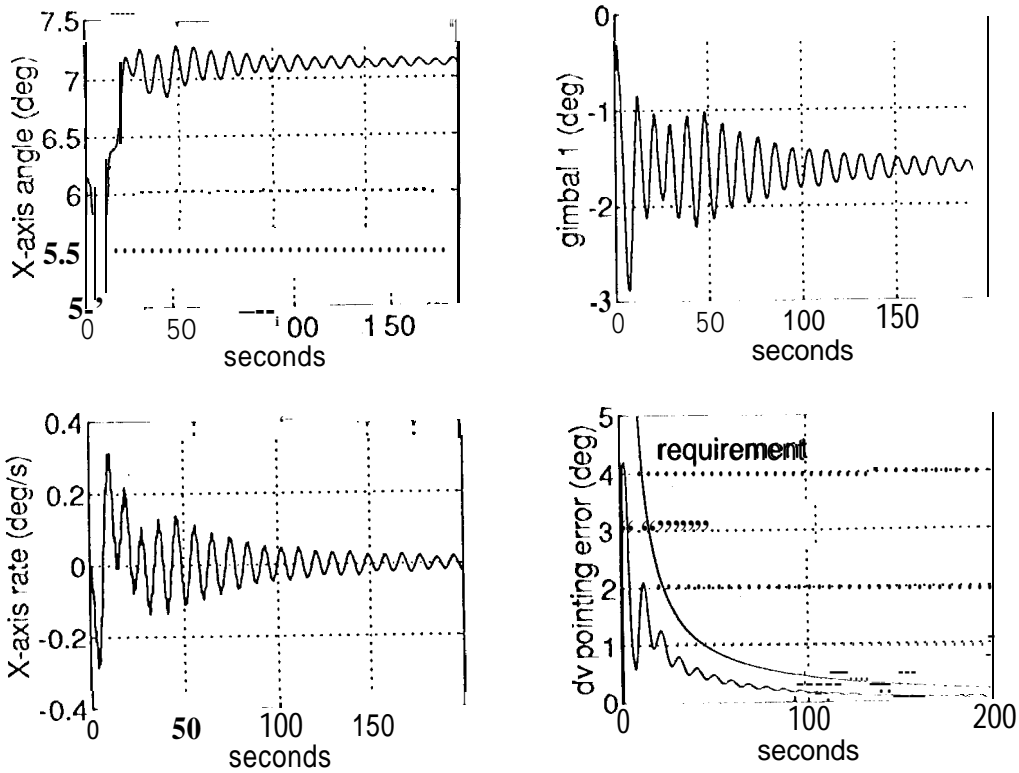 7.5
7
6.5
6
5.5
5
X-axis angle (deg)
0 50 100 150
seconds
0
-1
-2
-3
gimbal 1 (deg)
0 50 100 150
seconds
0.4
0.2
0
-0.2
-0.4
X-axis rate (deg/s)
0 50 100 150
seconds
5
4
3
2
1
0
dv pointing error (deg)
requirement
0 100 200
seconds